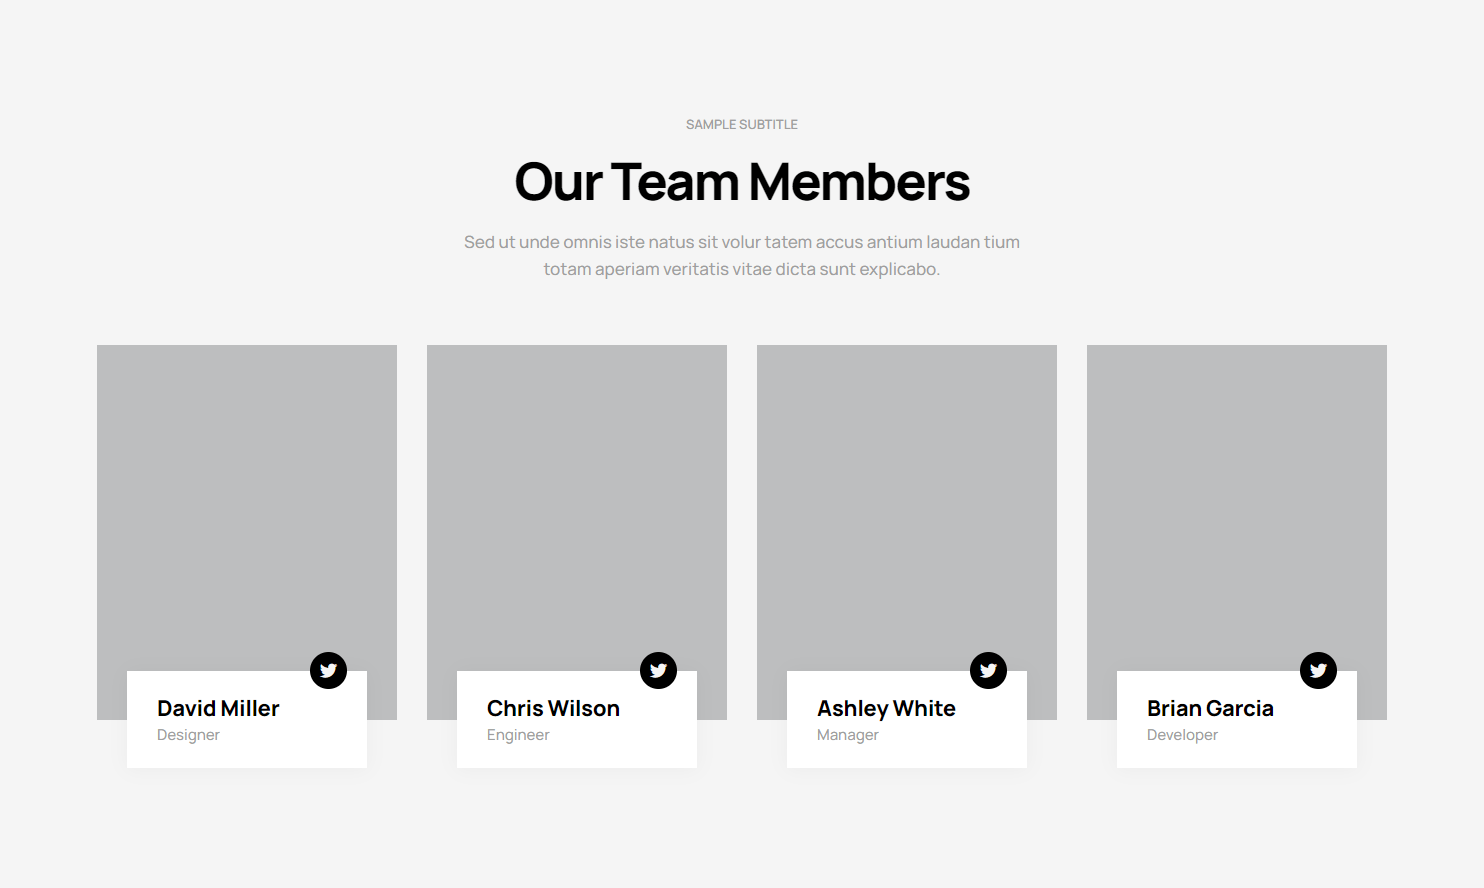 SAMPLE SUBTITLE
Our Team Members
Sed ut unde omnis iste natus sit volur tatem accus antium laudan tium
totam aperiam veritatis vitae dicta sunt explicabo.
David Miller
Designer
Chris Wilson
Engineer
Ashley White
Manager
Brian Garcia
Developer